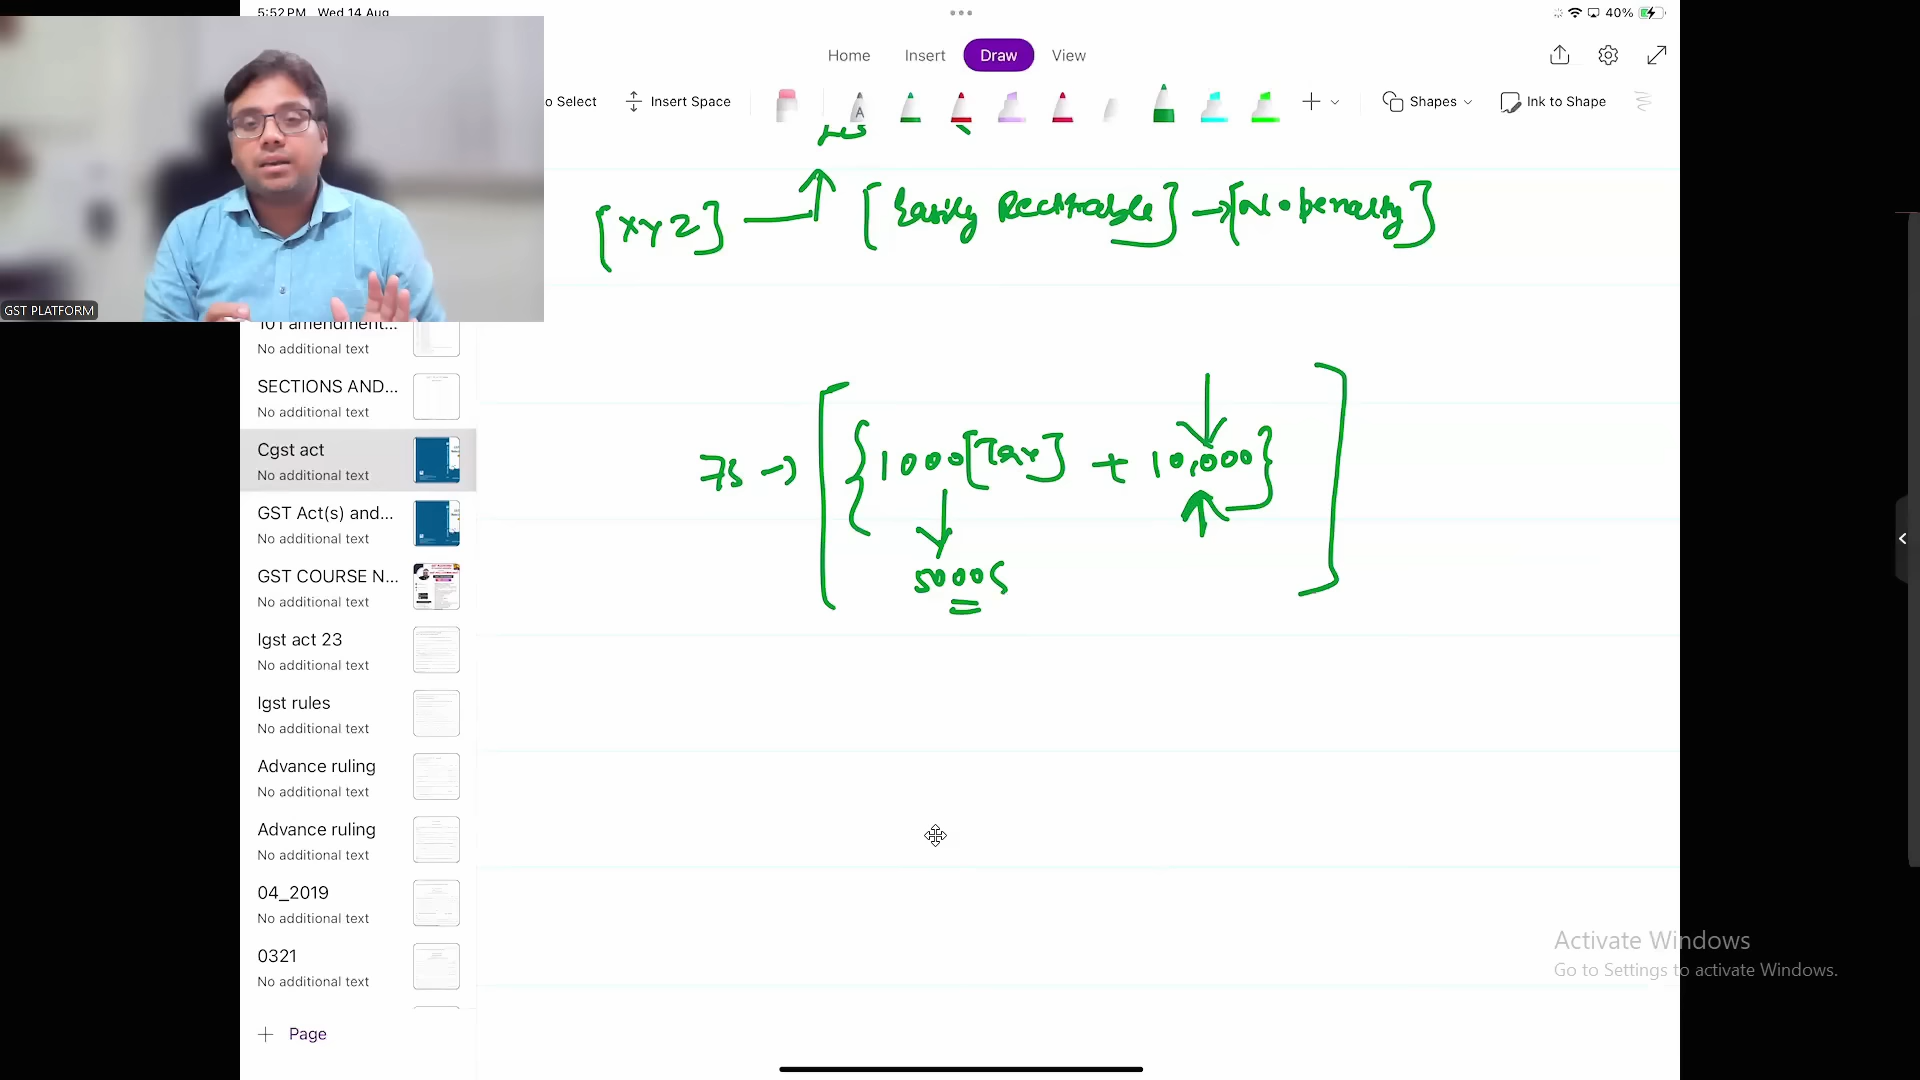 5:52 PM Wed 14 Aug
40%
Home Insert Draw View
o Select Insert Space A Shapes Ink to Shape
[XYZ] → [Easily Rectifiable] → [No penalty]
GST PLATFORM
101 amendment...
No additional text
SECTIONS AND...
No additional text
Cgst act
No additional text
GST Act(s) and...
No additional text
GST COURSE N...
No additional text
Igst act 23
No additional text
Igst rules
No additional text
Advance ruling
No additional text
Advance ruling
No additional text
04_2019
No additional text
0321
No additional text
+ Page
→ [{1000 [Tax] + 10,000}]
Activate Windows
Go to Settings to activate Windows.